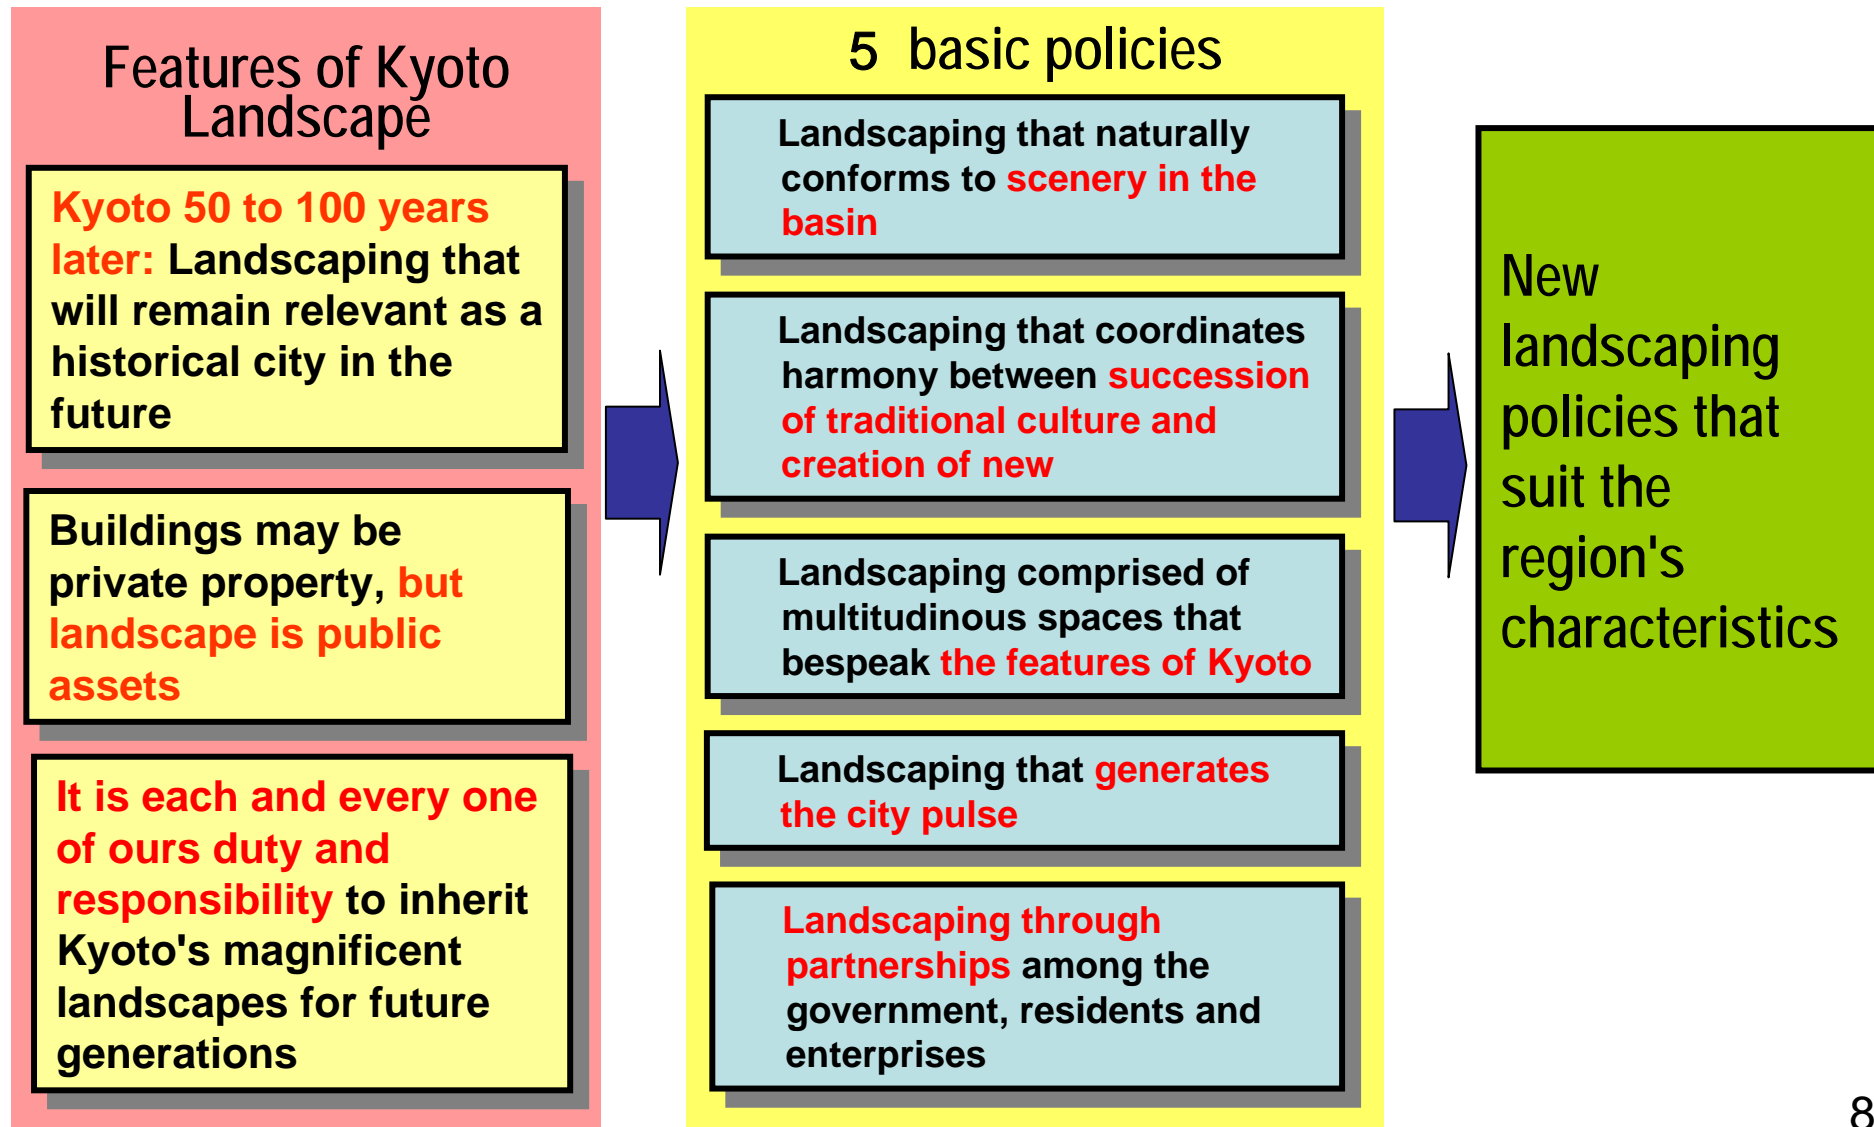 Features of Kyoto
Landscape
Kyoto 50 to 100 years
later: Landscaping that
will remain relevant as a
historical city in the
future
Buildings may be
private property, but
landscape is public
assets
It is each and every one
of ours duty and
responsibility to inherit
Kyoto's magnificent
landscapes for future
generations
5 basic policies
Landscaping that naturally
conforms to scenery in the
basin
Landscaping that coordinates
harmony between succession
of traditional culture and
creation of new
Landscaping comprised of
multitudinous spaces that
bespeak the features of Kyoto
Landscaping that generates
the city pulse
Landscaping through
partnerships among the
government, residents and
enterprises
New
landscaping
policies that
suit the
region's
characteristics
8